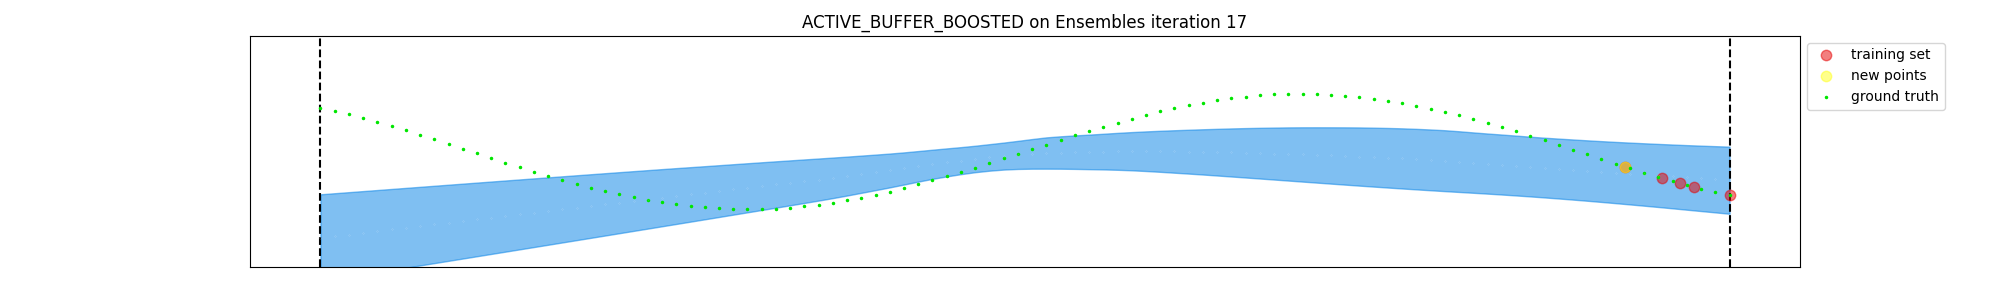 ACTIVE_BUFFER_BOOSTED on Ensembles iteration 17
training set
new points
ground truth